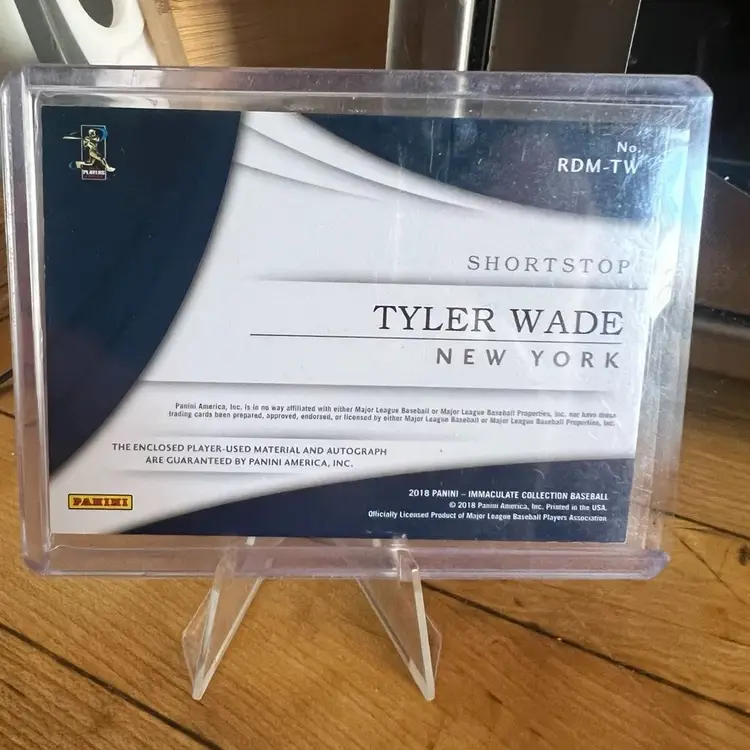 PLAYERS
No.
RDM-TW
SHORTSTOP
TYLER WADE
NEW YORK
Panini America, Inc. is in no way affiliated with either Major League Baseball or Major League Baseball Properties, Inc. nor have these
trading cards been prepared, approved, endorsed, or licensed by either Major League Baseball or Major League Baseball Properties, Inc.
THE ENCLOSED PLAYER-USED MATERIAL AND AUTOGRAPH
ARE GUARANTEED BY PANINI AMERICA, INC.
PANINI
2018 PANINI – IMMACULATE COLLECTION BASEBALL
© 2018 Panini America, Inc. Printed in the USA.
Officially Licensed Product of Major League Baseball Players Association